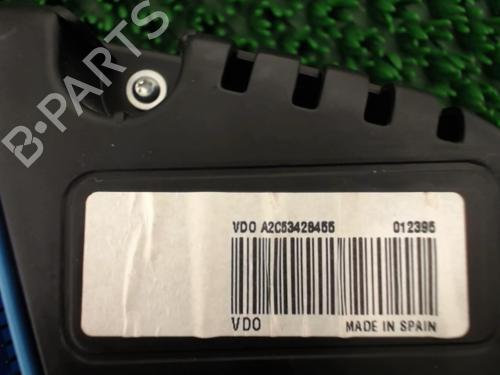 B-PARTS
VDO A2C53428455 012395
VDO MADE IN SPAIN